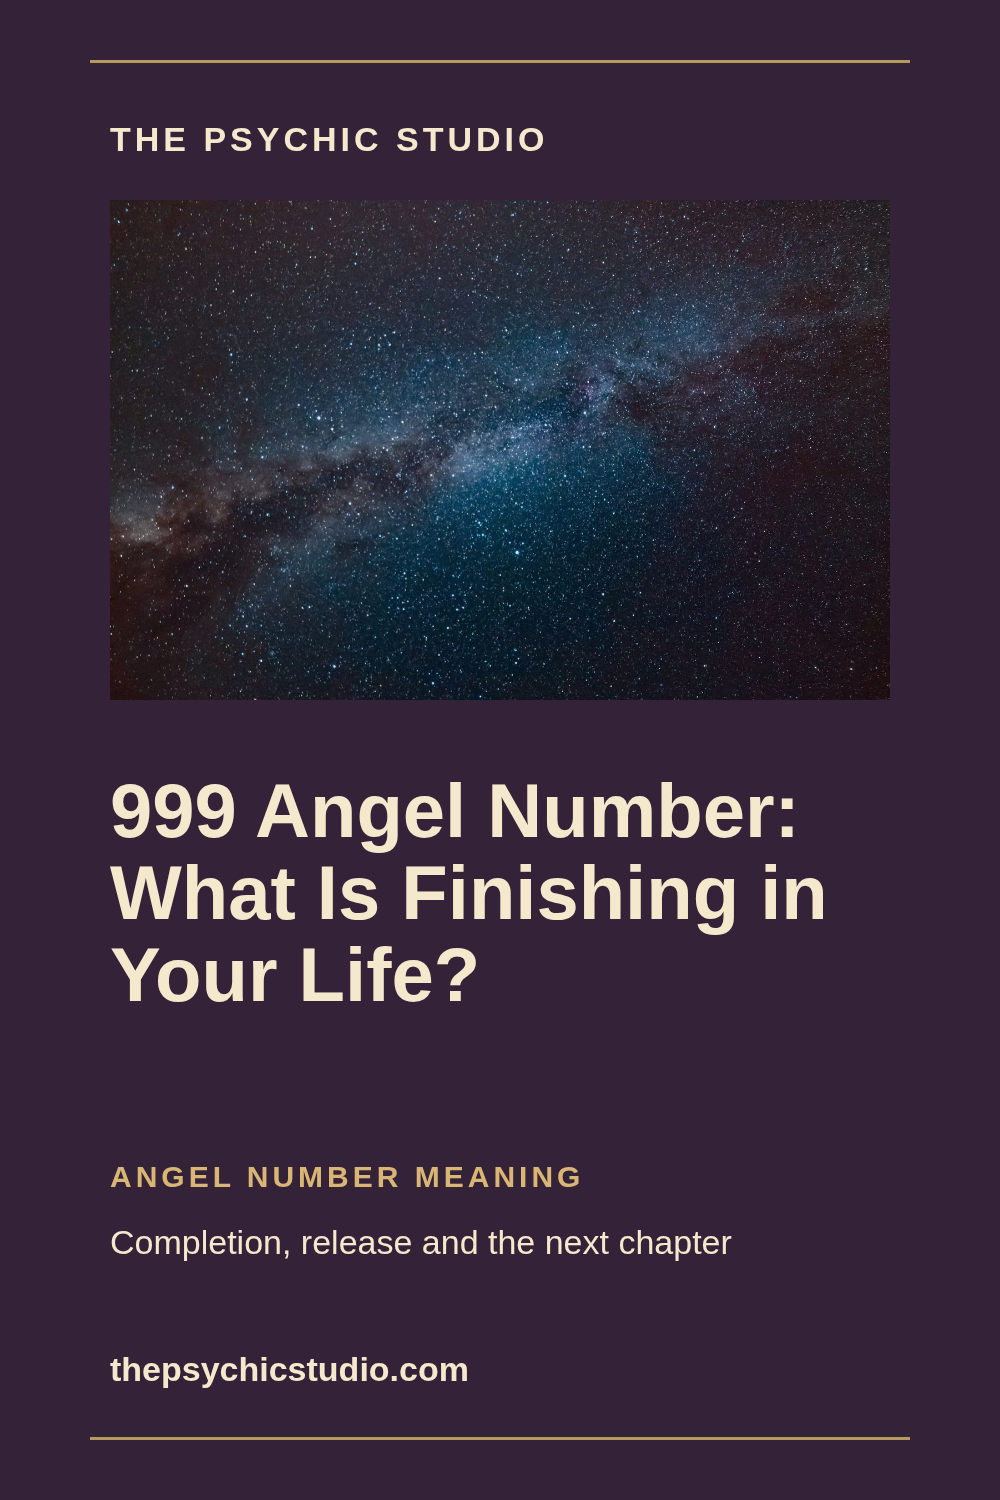 THE PSYCHIC STUDIO
999 Angel Number:
What Is Finishing in
Your Life?
ANGEL NUMBER MEANING
Completion, release and the next chapter
thepsychicstudio.com